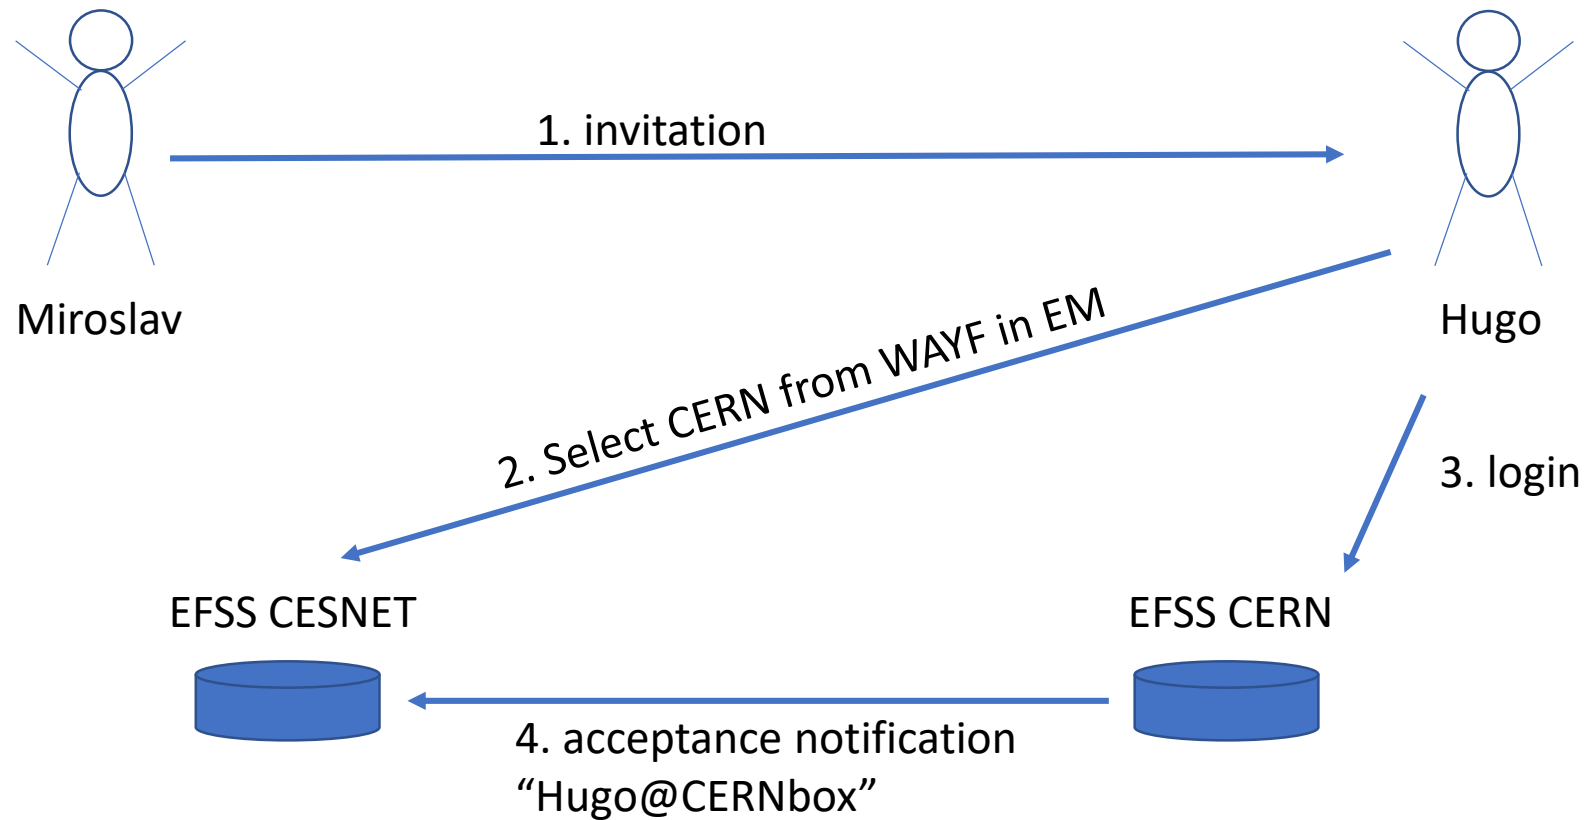 1. invitation
Miroslav
Hugo
2. Select CERN from WAYF in EM
3. login
EFSS CESNET
EFSS CERN
4. acceptance notification
“Hugo@CERNbox”